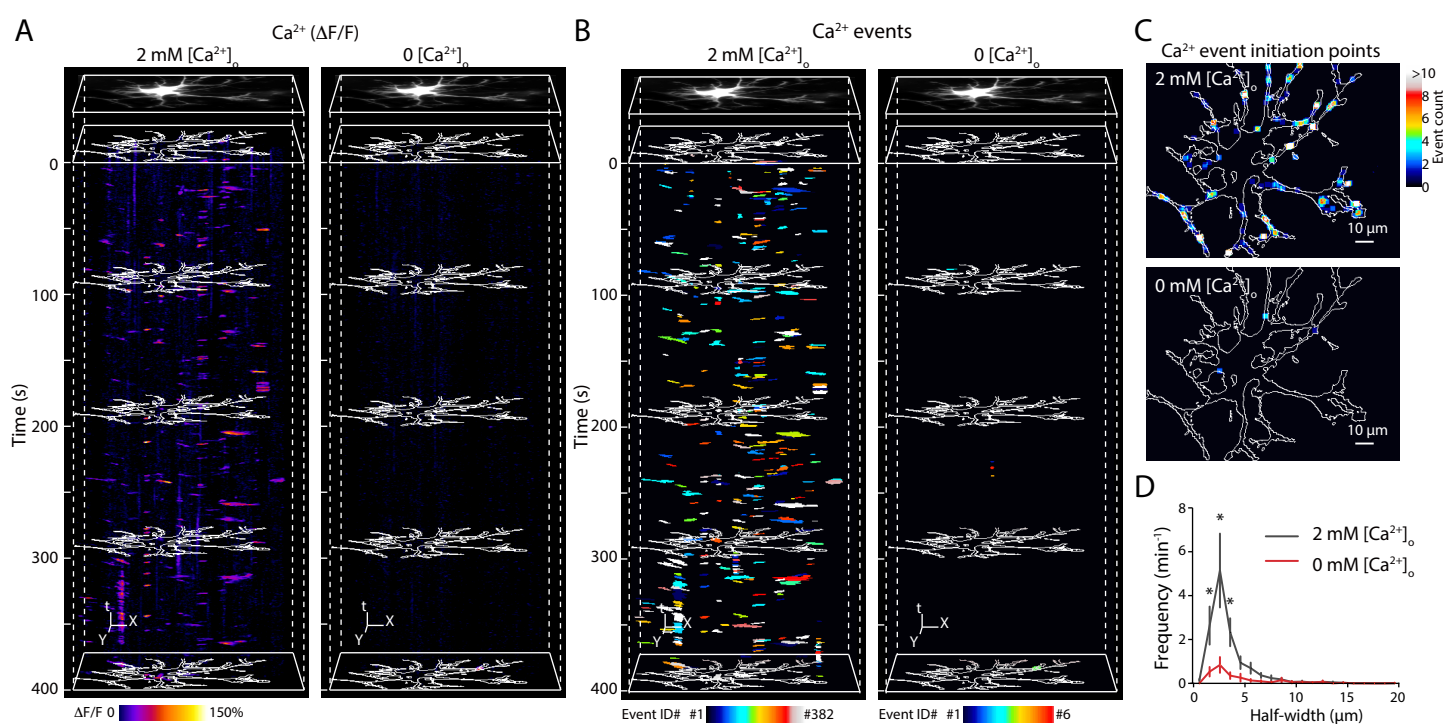 A
Ca²⁺ (ΔF/F)
2 mM [Ca²⁺]ₒ
0 [Ca²⁺]ₒ
0
100
200
300
400
Time (s)
t
X
Y
t
X
Y
ΔF/F 0
150%
B
Ca²⁺ events
2 mM [Ca²⁺]ₒ
0 [Ca²⁺]ₒ
0
100
200
300
400
Time (s)
t
X
Y
t
X
Y
Event ID# #1
#382
Event ID# #1
#6
C
Ca²⁺ event initiation points
2 mM [Ca²⁺]ₒ
10 µm
>10
8
6
4
2
0
Event count
0 mM [Ca²⁺]ₒ
10 µm
D
8
6
4
2
0
Frequency (min⁻¹)
*
*
*
2 mM [Ca²⁺]ₒ
0 mM [Ca²⁺]ₒ
0
5
10
15
20
Half-width (µm)